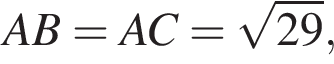 AB = AC = √29,